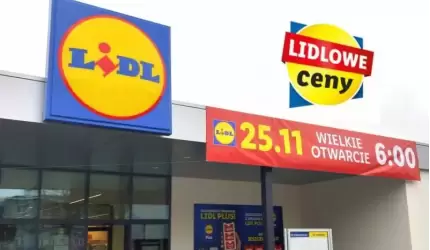 LIDL
LIDLOWE
ceny
LIDL
25.11
WIELKIE
OTWARCIE
6:00
LIDL PLUS